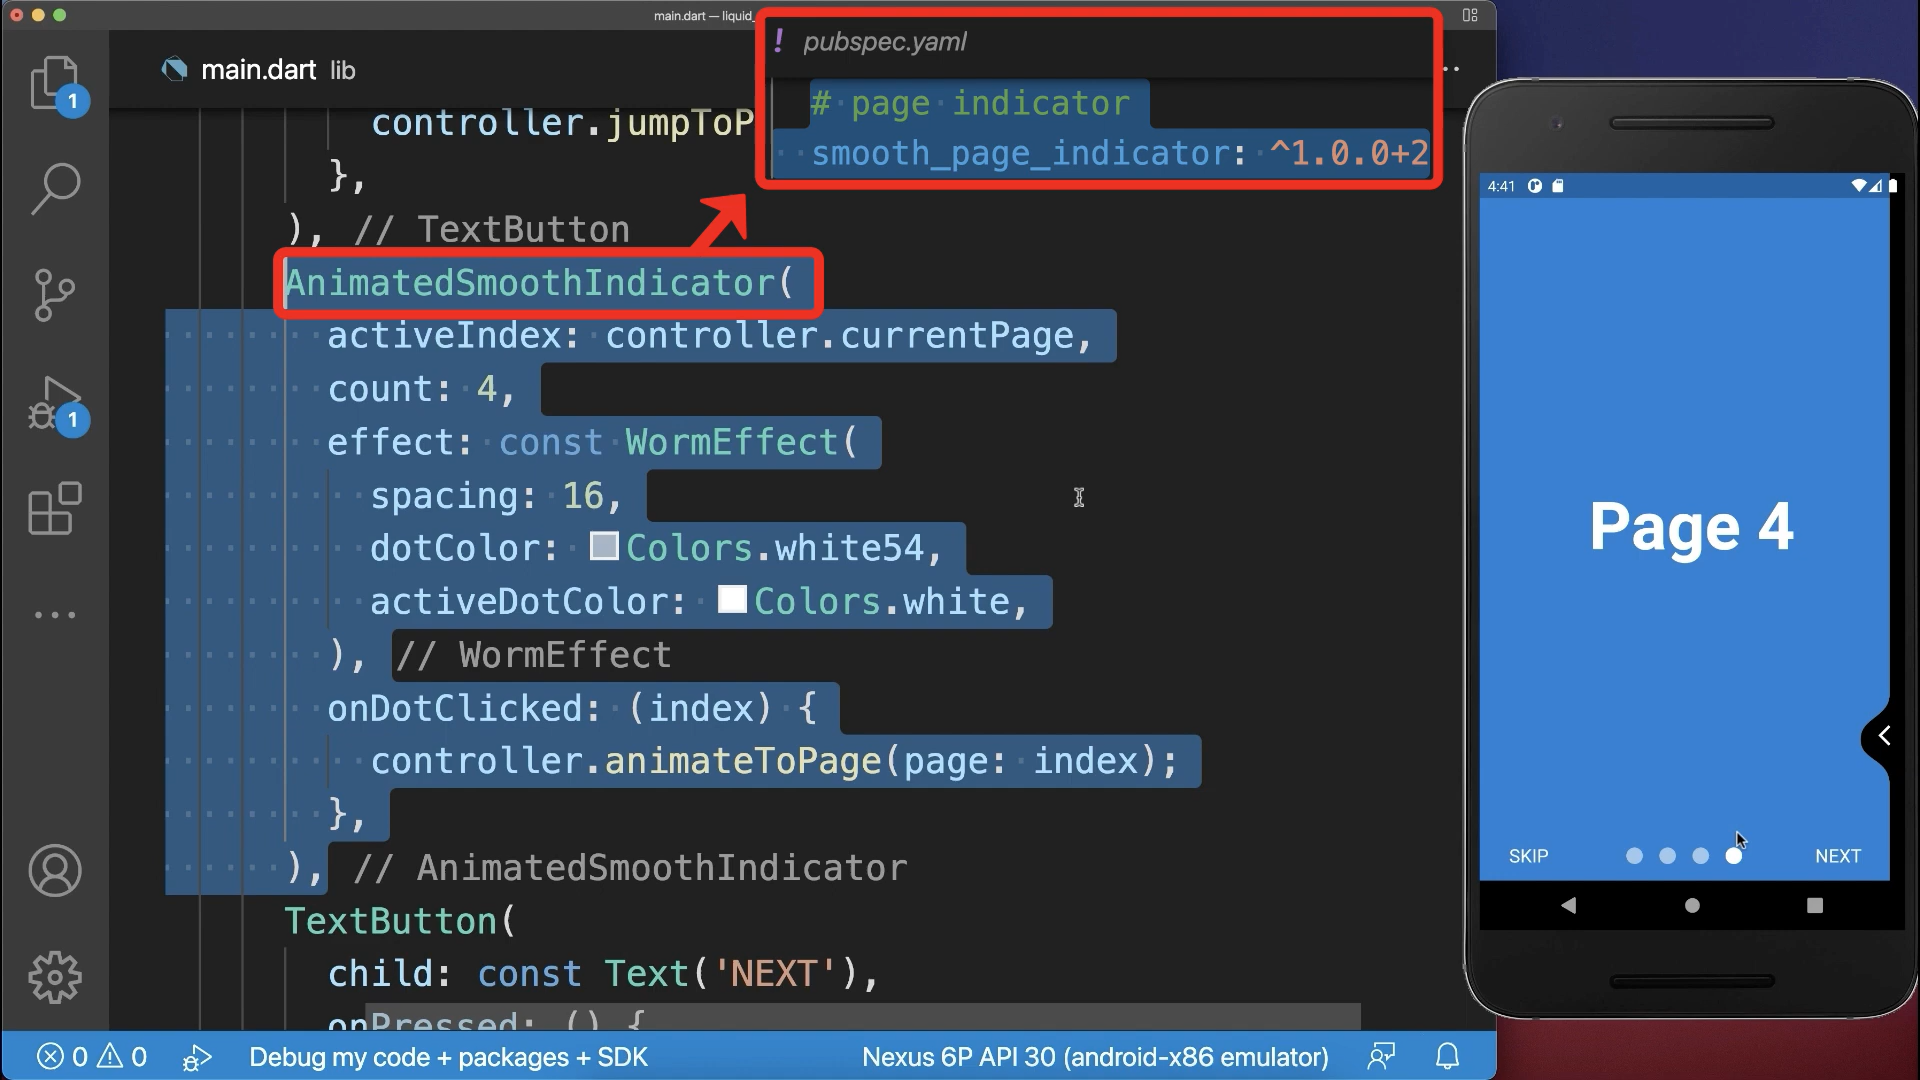 main.dart — liquid_
main.dart lib
! pubspec.yaml
# page indicator
smooth_page_indicator: ^1.0.0+2
controller.jumpToP
},
), // TextButton
AnimatedSmoothIndicator(
activeIndex: controller.currentPage,
count: 4,
effect: const WormEffect(
spacing: 16,
dotColor: Colors.white54,
activeDotColor: Colors.white,
), // WormEffect
onDotClicked: (index) {
controller.animateToPage(page: index);
},
), // AnimatedSmoothIndicator
TextButton(
child: const Text('NEXT'),
onPressed: () {
1
1
0 0 Debug my code + packages + SDK Nexus 6P API 30 (android-x86 emulator)
4:41
Page 4
SKIP NEXT